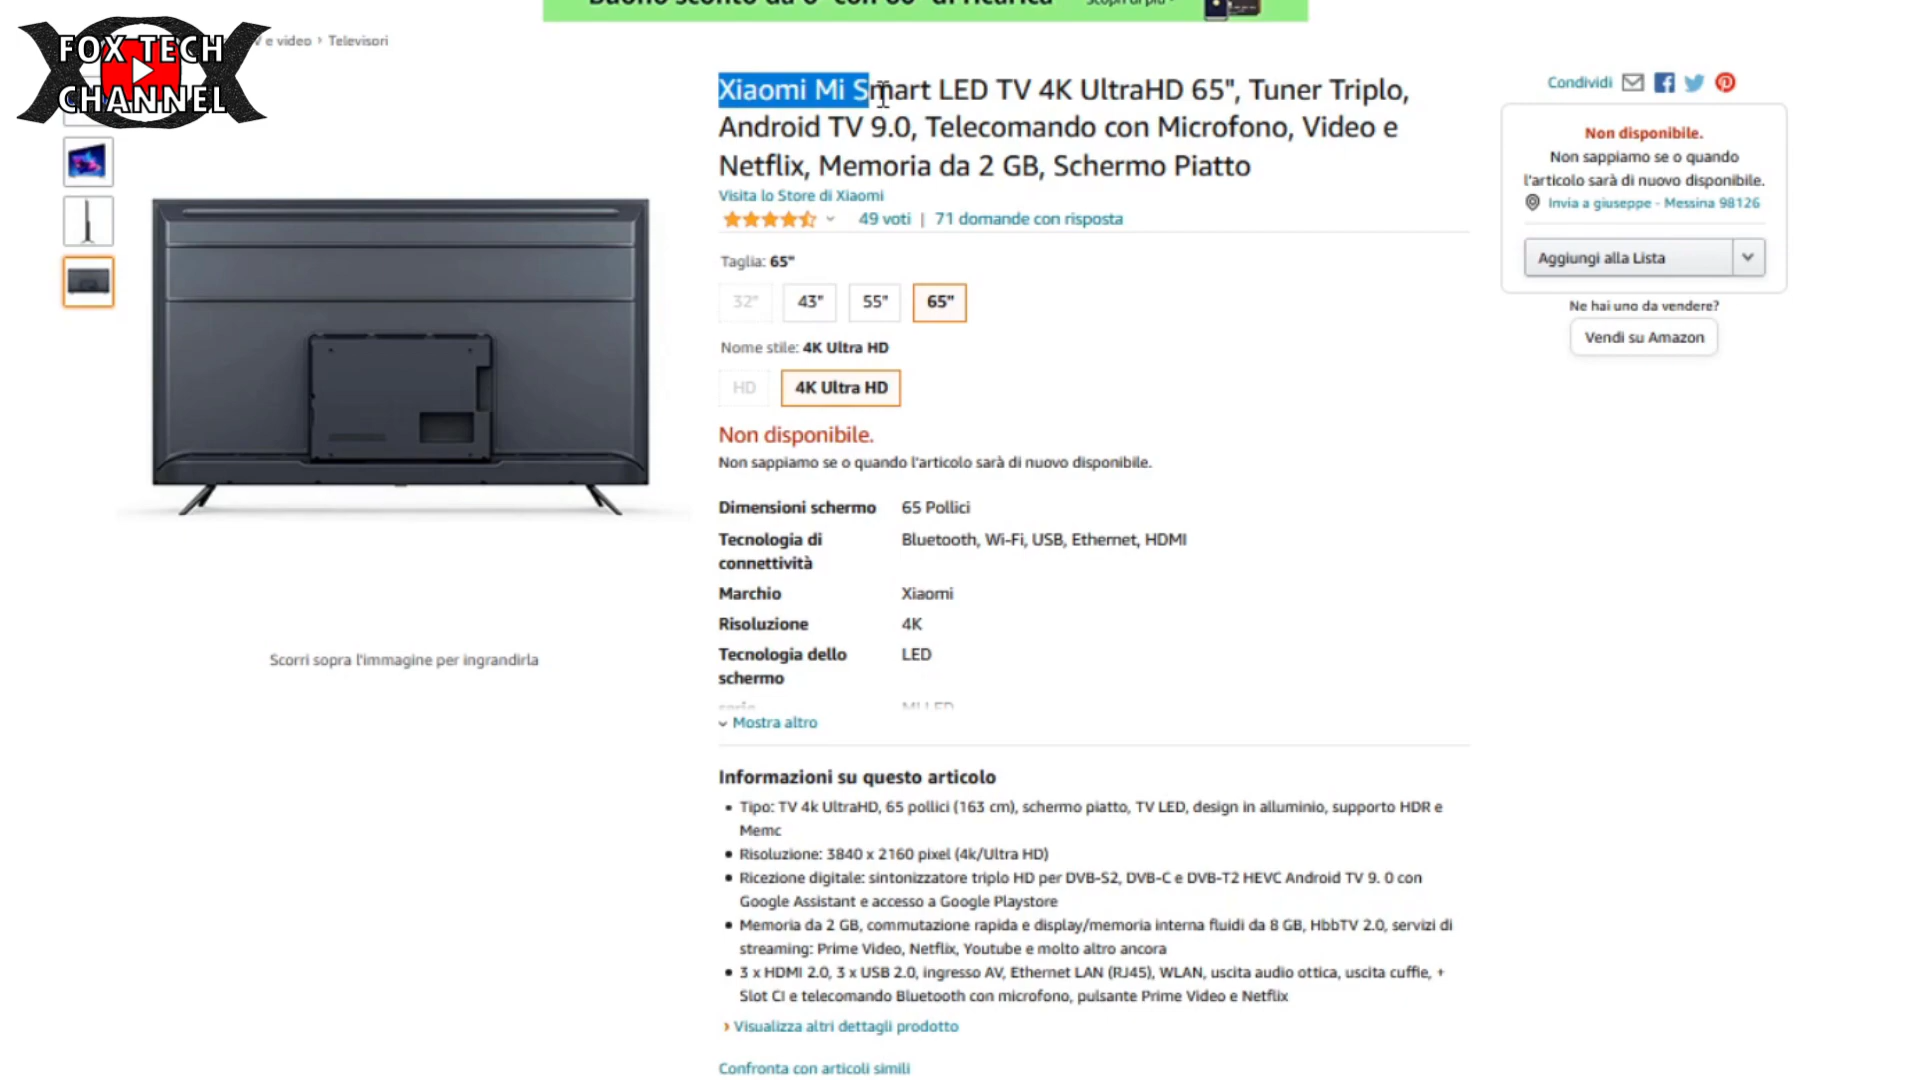 FOX TECH
CHANNEL
V e video › Televisori
Xiaomi Mi Smart LED TV 4K UltraHD 65", Tuner Triplo,
Android TV 9.0, Telecomando con Microfono, Video e
Netflix, Memoria da 2 GB, Schermo Piatto
Visita lo Store di Xiaomi
49 voti | 71 domande con risposta
Taglia: 65"
32" 43" 55" 65"
Nome stile: 4K Ultra HD
HD 4K Ultra HD
Non disponibile.
Non sappiamo se o quando l'articolo sarà di nuovo disponibile.
Dimensioni schermo 65 Pollici
Tecnologia di Bluetooth, Wi-Fi, USB, Ethernet, HDMI
connettività
Marchio Xiaomi
Risoluzione 4K
Tecnologia dello LED
schermo
Mostra altro
Informazioni su questo articolo
• Tipo: TV 4k UltraHD, 65 pollici (163 cm), schermo piatto, TV LED, design in alluminio, supporto HDR e
Memc
• Risoluzione: 3840 x 2160 pixel (4k/Ultra HD)
• Ricezione digitale: sintonizzatore triplo HD per DVB-S2, DVB-C e DVB-T2 HEVC Android TV 9. 0 con
Google Assistant e accesso a Google Playstore
• Memoria da 2 GB, commutazione rapida e display/memoria interna fluidi da 8 GB, HbbTV 2.0, servizi di
streaming: Prime Video, Netflix, Youtube e molto altro ancora
• 3 x HDMI 2.0, 3 x USB 2.0, ingresso AV, Ethernet LAN (RJ45), WLAN, uscita audio ottica, uscita cuffie, +
Slot CI e telecomando Bluetooth con microfono, pulsante Prime Video e Netflix
› Visualizza altri dettagli prodotto
Confronta con articoli simili
Scorri sopra l'immagine per ingrandirla
Condividi
Non disponibile.
Non sappiamo se o quando
l'articolo sarà di nuovo disponibile.
Invia a giuseppe - Messina 98126
Aggiungi alla Lista
Ne hai uno da vendere?
Vendi su Amazon